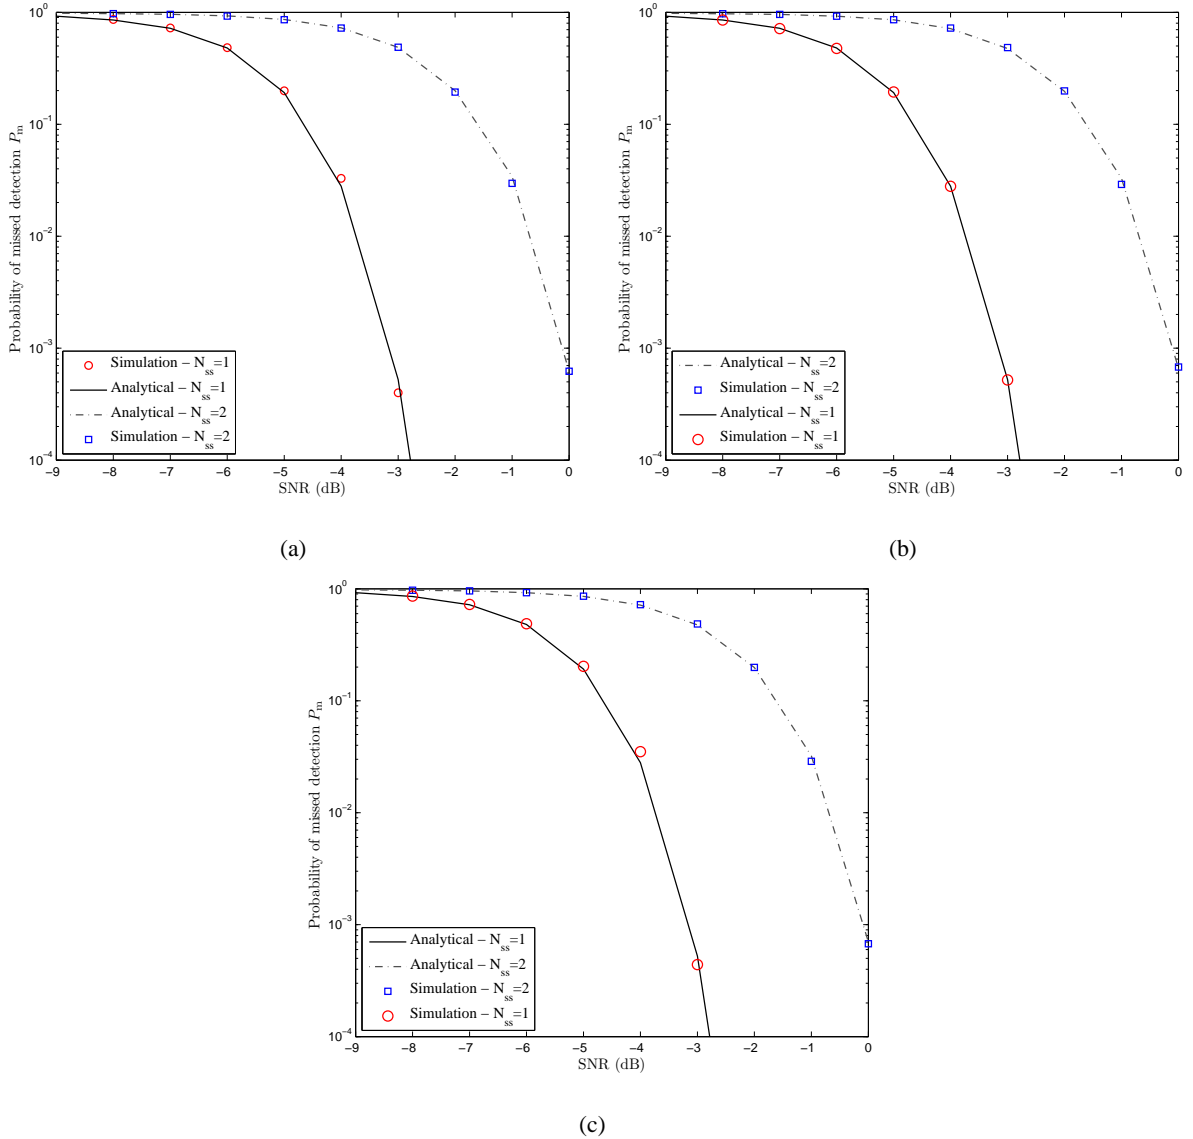 10^0
10^-1
10^-2
10^-3
10^-4
Probability of missed detection P_m
Simulation – N_ss=1
Analytical – N_ss=1
Analytical – N_ss=2
Simulation – N_ss=2
−9 −8 −7 −6 −5 −4 −3 −2 −1 0
SNR (dB)
(a)
10^0
10^-1
10^-2
10^-3
10^-4
Probability of missed detection P_m
Analytical – N_ss=2
Simulation – N_ss=2
Analytical – N_ss=1
Simulation – N_ss=1
−9 −8 −7 −6 −5 −4 −3 −2 −1 0
SNR (dB)
(b)
10^0
10^-1
10^-2
10^-3
10^-4
Probability of missed detection P_m
Analytical – N_ss=1
Analytical – N_ss=2
Simulation – N_ss=2
Simulation – N_ss=1
−9 −8 −7 −6 −5 −4 −3 −2 −1 0
SNR (dB)
(c)